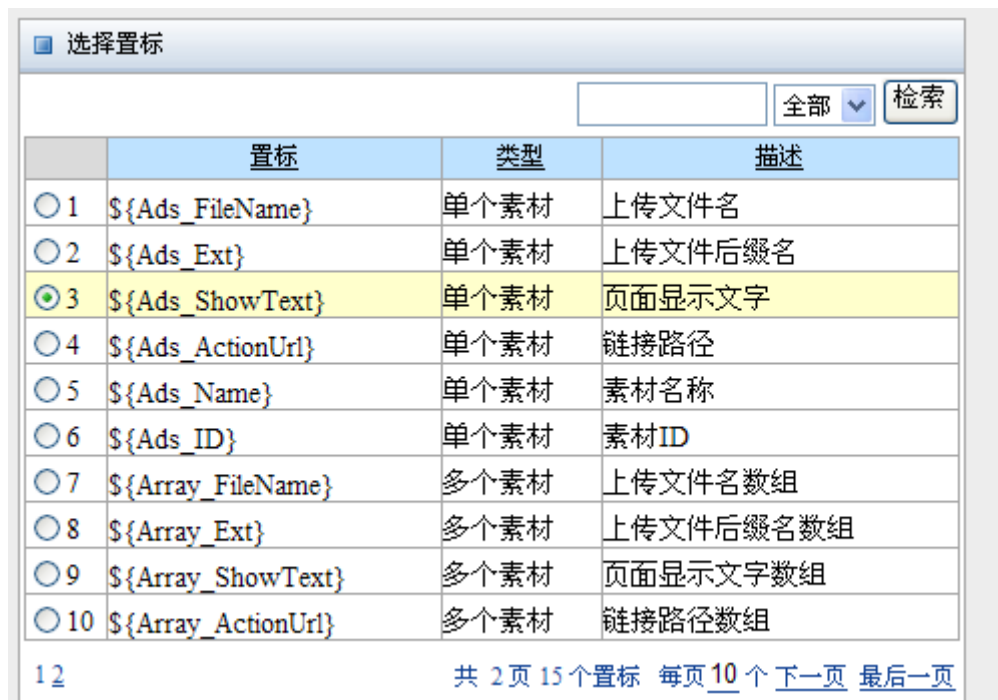 选择置标
全部 检索
置标 类型 描述
1 ${Ads_FileName} 单个素材 上传文件名
2 ${Ads_Ext} 单个素材 上传文件后缀名
3 ${Ads_ShowText} 单个素材 页面显示文字
4 ${Ads_ActionUrl} 单个素材 链接路径
5 ${Ads_Name} 单个素材 素材名称
6 ${Ads_ID} 单个素材 素材ID
7 ${Array_FileName} 多个素材 上传文件名数组
8 ${Array_Ext} 多个素材 上传文件后缀名数组
9 ${Array_ShowText} 多个素材 页面显示文字数组
10 ${Array_ActionUrl} 多个素材 链接路径数组
1 2 共 2 页 15 个置标 每页 10 个 下一页 最后一页